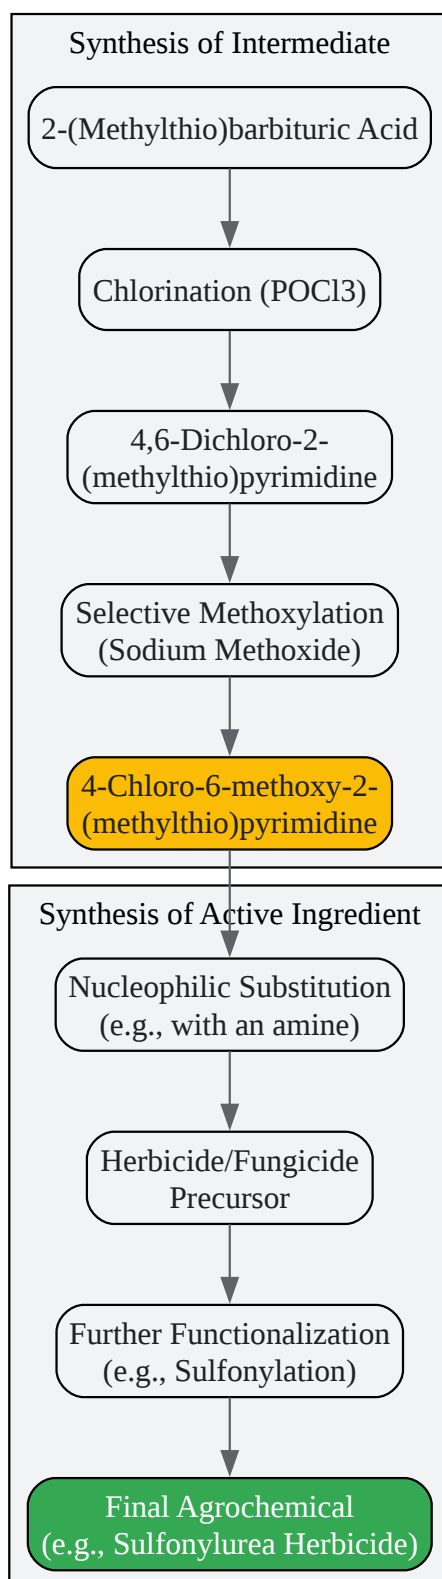 Synthesis of Intermediate
2-(Methylthio)barbituric Acid
Chlorination (POCl3)
4,6-Dichloro-2-
(methylthio)pyrimidine
Selective Methoxylation
(Sodium Methoxide)
4-Chloro-6-methoxy-2-
(methylthio)pyrimidine
Synthesis of Active Ingredient
Nucleophilic Substitution
(e.g., with an amine)
Herbicide/Fungicide
Precursor
Further Functionalization
(e.g., Sulfonylation)
Final Agrochemical
(e.g., Sulfonylurea Herbicide)